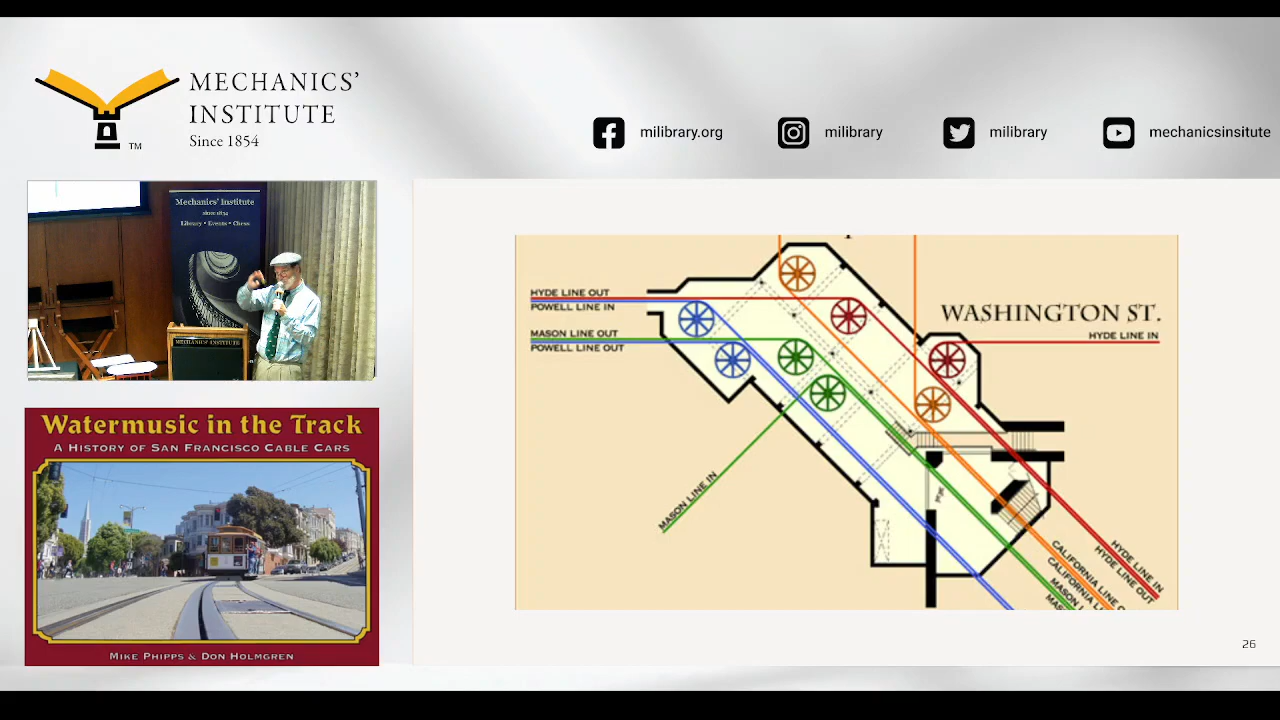 MECHANICS'
INSTITUTE
Since 1854
TM
milibrary.org
milibrary
milibrary
mechanicsinsitute
Mechanics' Institute
since 1854
Library • Events • Chess
MECHANICS' INSTITUTE
Watermusic in the Track
A History of San Francisco Cable Cars
Mike Phipps & Don Holmgren
HYDE LINE OUT
POWELL LINE IN
MASON LINE OUT
POWELL LINE OUT
WASHINGTON ST.
HYDE LINE IN
MASON LINE IN
HYDE LINE IN
HYDE LINE OUT
CALIFORNIA LINE
CALIFORNIA
26